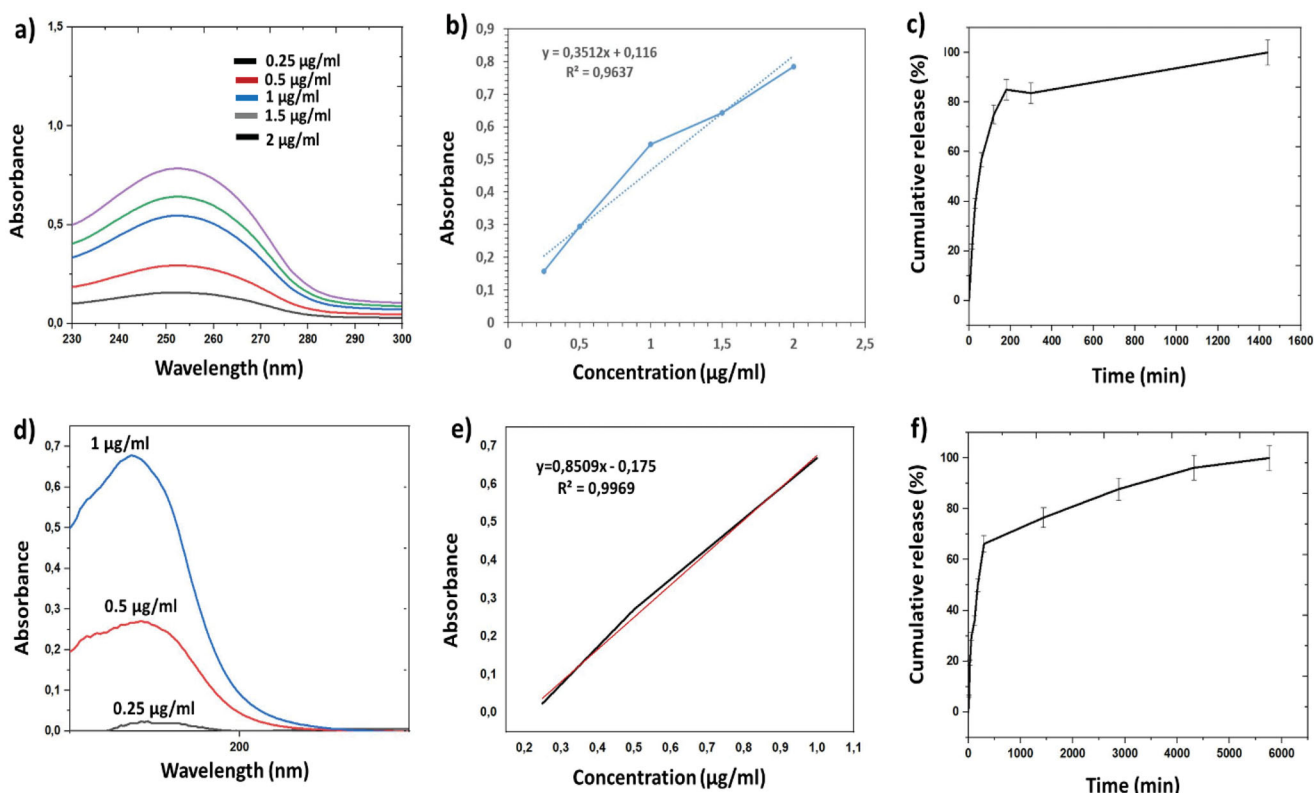 a)
1,5
1,0
0,5
0,0
Absorbance
0.25 µg/ml
0.5 µg/ml
1 µg/ml
1.5 µg/ml
2 µg/ml
230 240 250 260 270 280 290 300
Wavelength (nm)
b)
0,9
0,8
0,7
0,6
0,5
0,4
0,3
0,2
0,1
0
Absorbance
y = 0,3512x + 0,116
R² = 0,9637
0 0,5 1 1,5 2 2,5
Concentration (µg/ml)
c)
100
80
60
40
20
0
Cumulative release (%)
0 200 400 600 800 1000 1200 1400 1600
Time (min)
d)
0,7
0,6
0,5
0,4
0,3
0,2
0,1
0,0
Absorbance
1 µg/ml
0.5 µg/ml
0.25 µg/ml
200
Wavelength (nm)
e)
0,7
0,6
0,5
0,4
0,3
0,2
0,1
0,0
Absorbance
y=0,8509x - 0,175
R² = 0,9969
0,2 0,3 0,4 0,5 0,6 0,7 0,8 0,9 1,0 1,1
Concentration (µg/ml)
f)
100
80
60
40
20
0
Cumulative release (%)
0 1000 2000 3000 4000 5000 6000
Time (min)